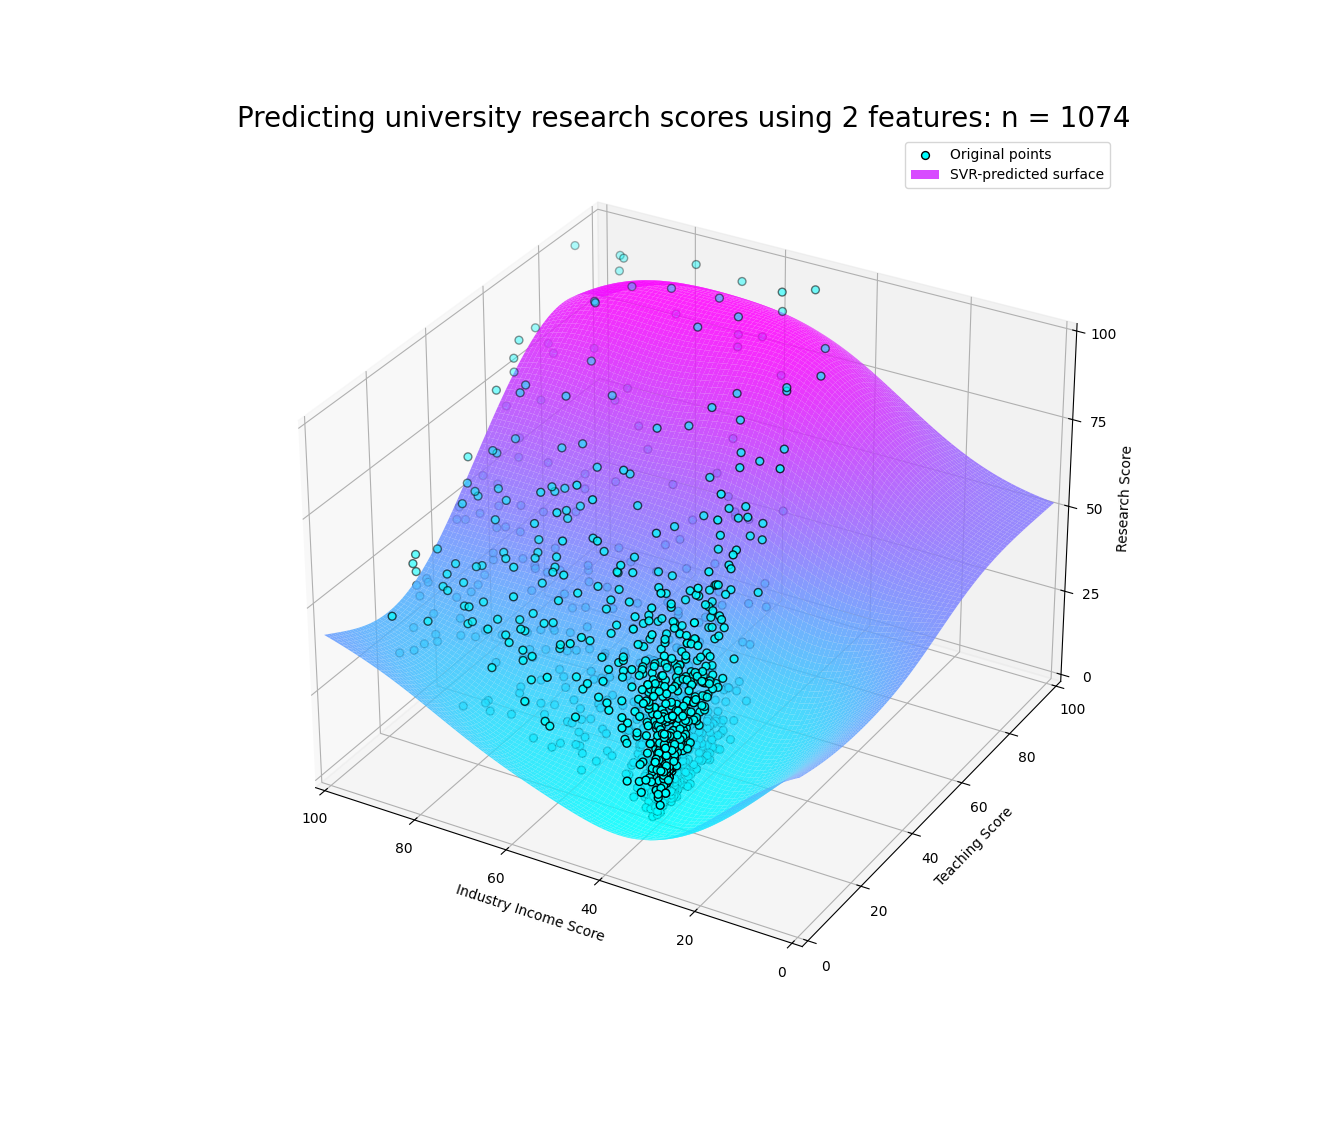 Predicting university research scores using 2 features: n = 1074
Original points
SVR-predicted surface
100
75
50
25
0
Research Score
100
80
60
40
20
0
Teaching Score
100
80
60
40
20
0
Industry Income Score